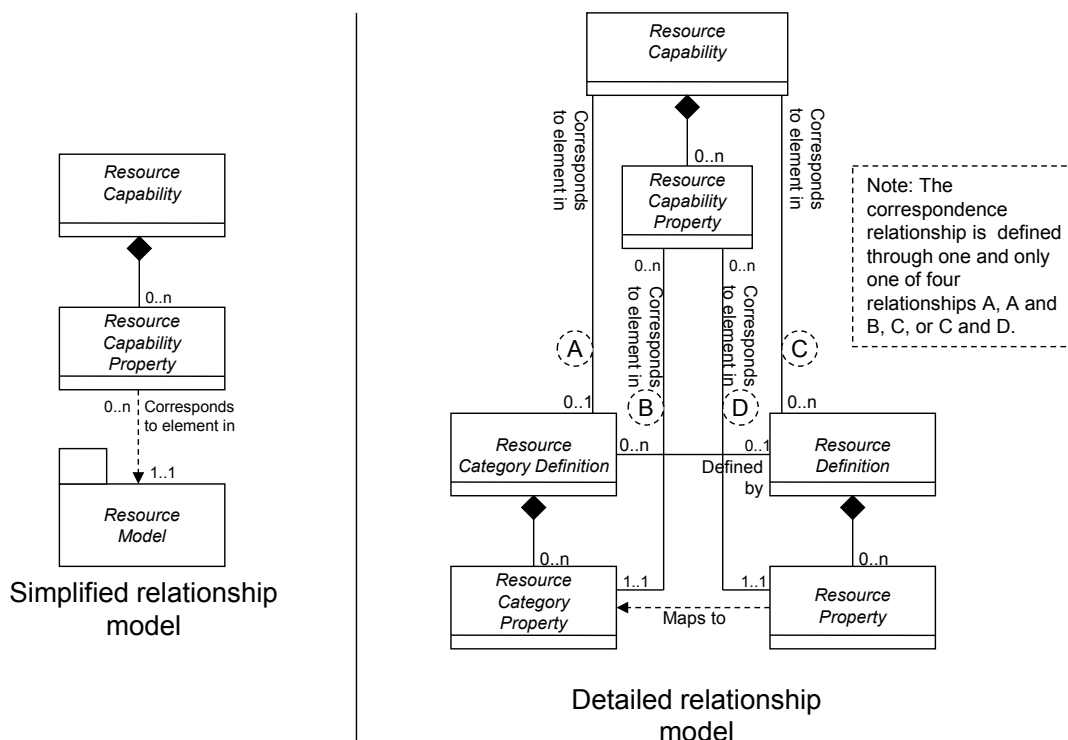 Resource
Capability
0..n
Resource
Capability
Property
0..n
Corresponds
to element in
1..1
Resource
Model
Simplified relationship
model
Resource
Capability
Corresponds
to element in
Corresponds
to element in
0..n
Resource
Capability
Property
0..n
0..n
Corresponds
to element in
Corresponds
to element in
Note: The
correspondence
relationship is defined
through one and only
one of four
relationships A, A and
B, C, or C and D.
A
C
B
D
0..1
0..n
Resource
Category Definition
0..n
0..1
Defined
by
Resource
Definition
0..n
0..n
Resource
Category
Property
1..1
1..1
Maps to
Resource
Property
Detailed relationship
model